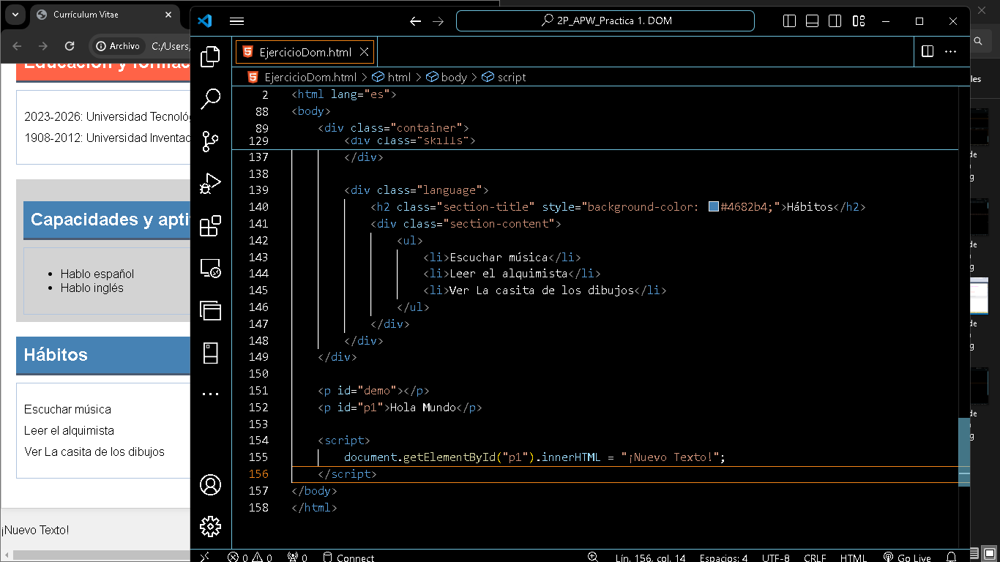 Currículum Vitae
2P_APW_Practica 1. DOM
Archivo
C:/Users/
EjercicioDom.html
EjercicioDom.html > html > body > script
Educación y formac
2023-2026: Universidad Tecnoló
1908-2012: Universidad Inventad
Capacidades y apti
Hablo español
Hablo inglés
Hábitos
Escuchar música
Leer el alquimista
Ver La casita de los dibujos
¡Nuevo Texto!
2 <html lang="es">
88 <body>
89 <div class="container">
129 <div class="skills">
137 </div>
138
139 <div class="language">
140 <h2 class="section-title" style="background-color: #4682b4;">Hábitos</h2>
141 <div class="section-content">
142 <ul>
143 <li>Escuchar música</li>
144 <li>Leer el alquimista</li>
145 <li>Ver La casita de los dibujos</li>
146 </ul>
147 </div>
148 </div>
149 </div>
150
151 <p id="demo"></p>
152 <p id="p1">Hola Mundo</p>
153
154 <script>
155 document.getElementById("p1").innerHTML = "¡Nuevo Texto!";
156 </script>
157 </body>
158 </html>
0 0 0 Connect
Lín. 156, col. 14 Espacios: 4 UTF-8 CRLF HTML Go Live
les
de
g
de
g
de
g
de
g